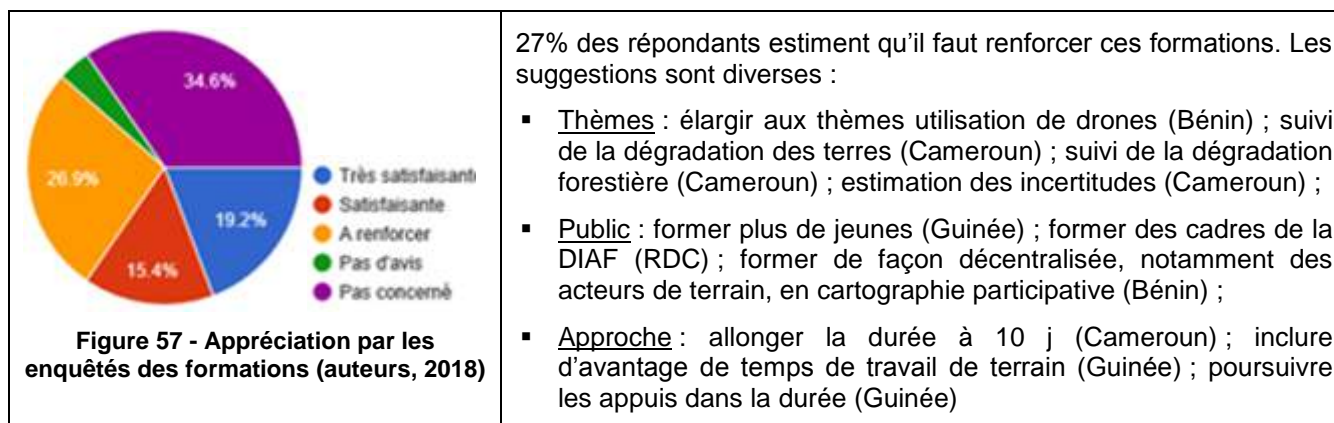 34.6%
26.9%
19.2%
15.4%
Très satisfaisant
Satisfaisante
A renforcer
Pas d'avis
Pas concerné
Figure 57 - Appréciation par les
enquêtés des formations (auteurs, 2018)
27% des répondants estiment qu'il faut renforcer ces formations. Les
suggestions sont diverses :
▪ Thèmes : élargir aux thèmes utilisation de drones (Bénin) ; suivi
de la dégradation des terres (Cameroun) ; suivi de la dégradation
forestière (Cameroun) ; estimation des incertitudes (Cameroun) ;
▪ Public : former plus de jeunes (Guinée) ; former des cadres de la
DIAF (RDC) ; former de façon décentralisée, notamment des
acteurs de terrain, en cartographie participative (Bénin) ;
▪ Approche : allonger la durée à 10 j (Cameroun) ; inclure
d'avantage de temps de travail de terrain (Guinée) ; poursuivre
les appuis dans la durée (Guinée)